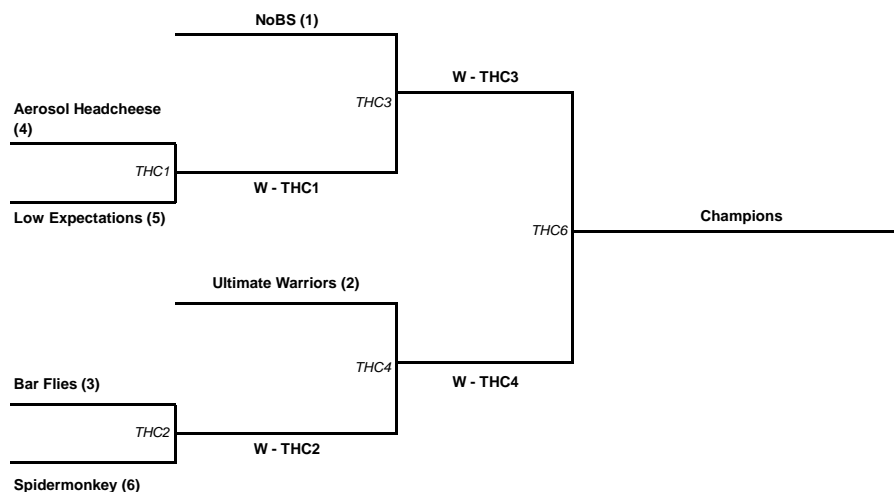 NoBS (1)
W - THC3
THC3
Aerosol Headcheese
(4)
THC1
W - THC1
Low Expectations (5)
Champions
THC6
Ultimate Warriors (2)
THC4
W - THC4
Bar Flies (3)
THC2
W - THC2
Spidermonkey (6)